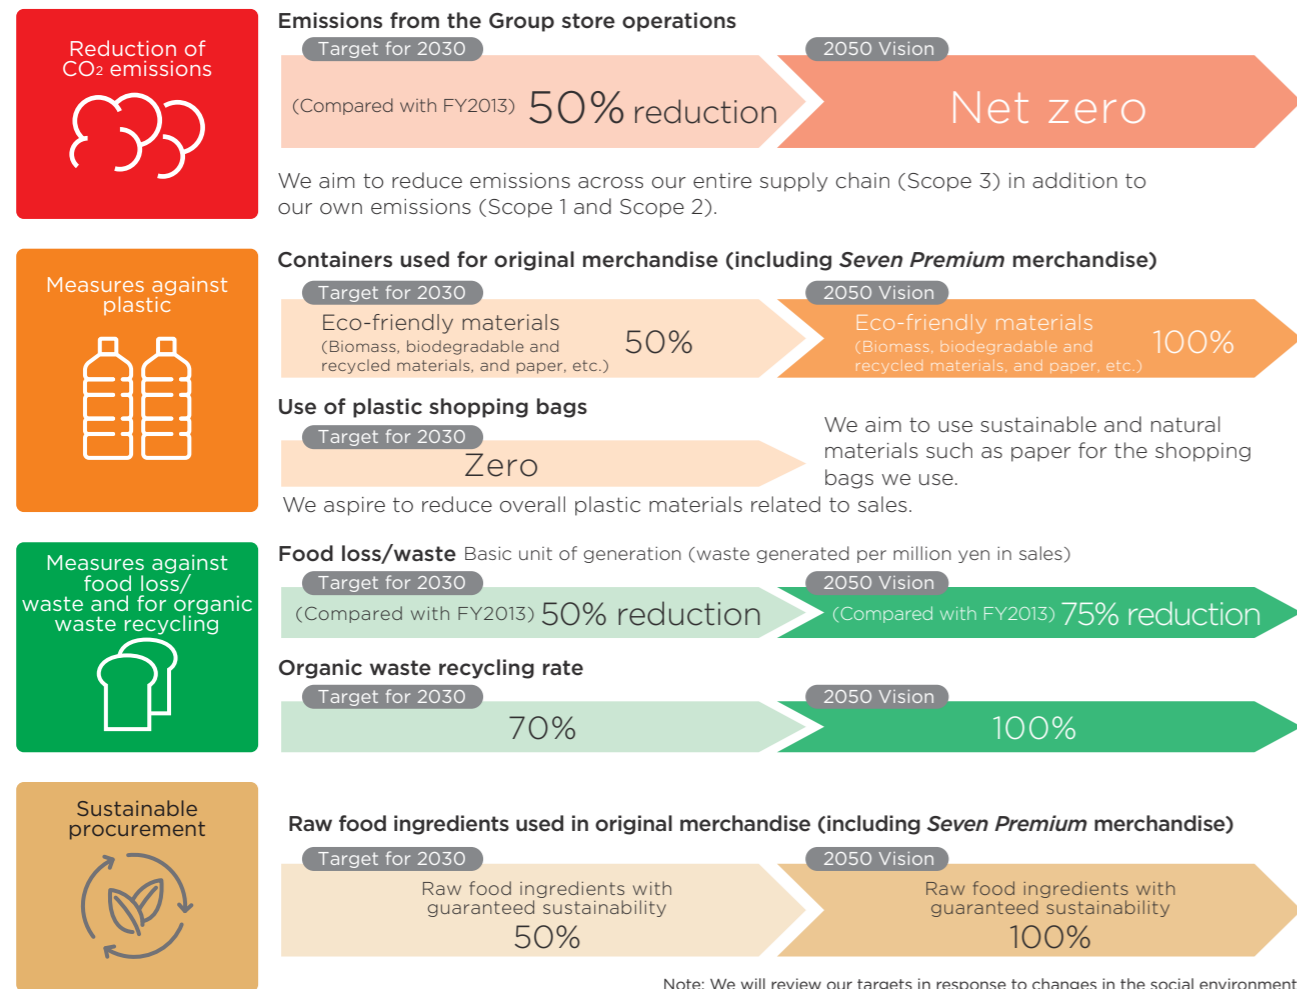 Reduction of
CO2 emissions
Emissions from the Group store operations
Target for 2030
(Compared with FY2013) 50% reduction
2050 Vision
Net zero
We aim to reduce emissions across our entire supply chain (Scope 3) in addition to
our own emissions (Scope 1 and Scope 2).
Measures against
plastic
Containers used for original merchandise (including Seven Premium merchandise)
Target for 2030
Eco-friendly materials
(Biomass, biodegradable and
recycled materials, and paper, etc.)
50%
2050 Vision
Eco-friendly materials
(Biomass, biodegradable and
recycled materials, and paper, etc.)
100%
Use of plastic shopping bags
Target for 2030
Zero
We aim to use sustainable and natural
materials such as paper for the shopping
bags we use.
We aspire to reduce overall plastic materials related to sales.
Measures against
food loss/
waste and for organic
waste recycling
Food loss/waste Basic unit of generation (waste generated per million yen in sales)
Target for 2030
(Compared with FY2013) 50% reduction
2050 Vision
(Compared with FY2013) 75% reduction
Organic waste recycling rate
Target for 2030
70%
2050 Vision
100%
Sustainable
procurement
Raw food ingredients used in original merchandise (including Seven Premium merchandise)
Target for 2030
Raw food ingredients with
guaranteed sustainability
50%
2050 Vision
Raw food ingredients with
guaranteed sustainability
100%
Note: We will review our targets in response to changes in the social environment